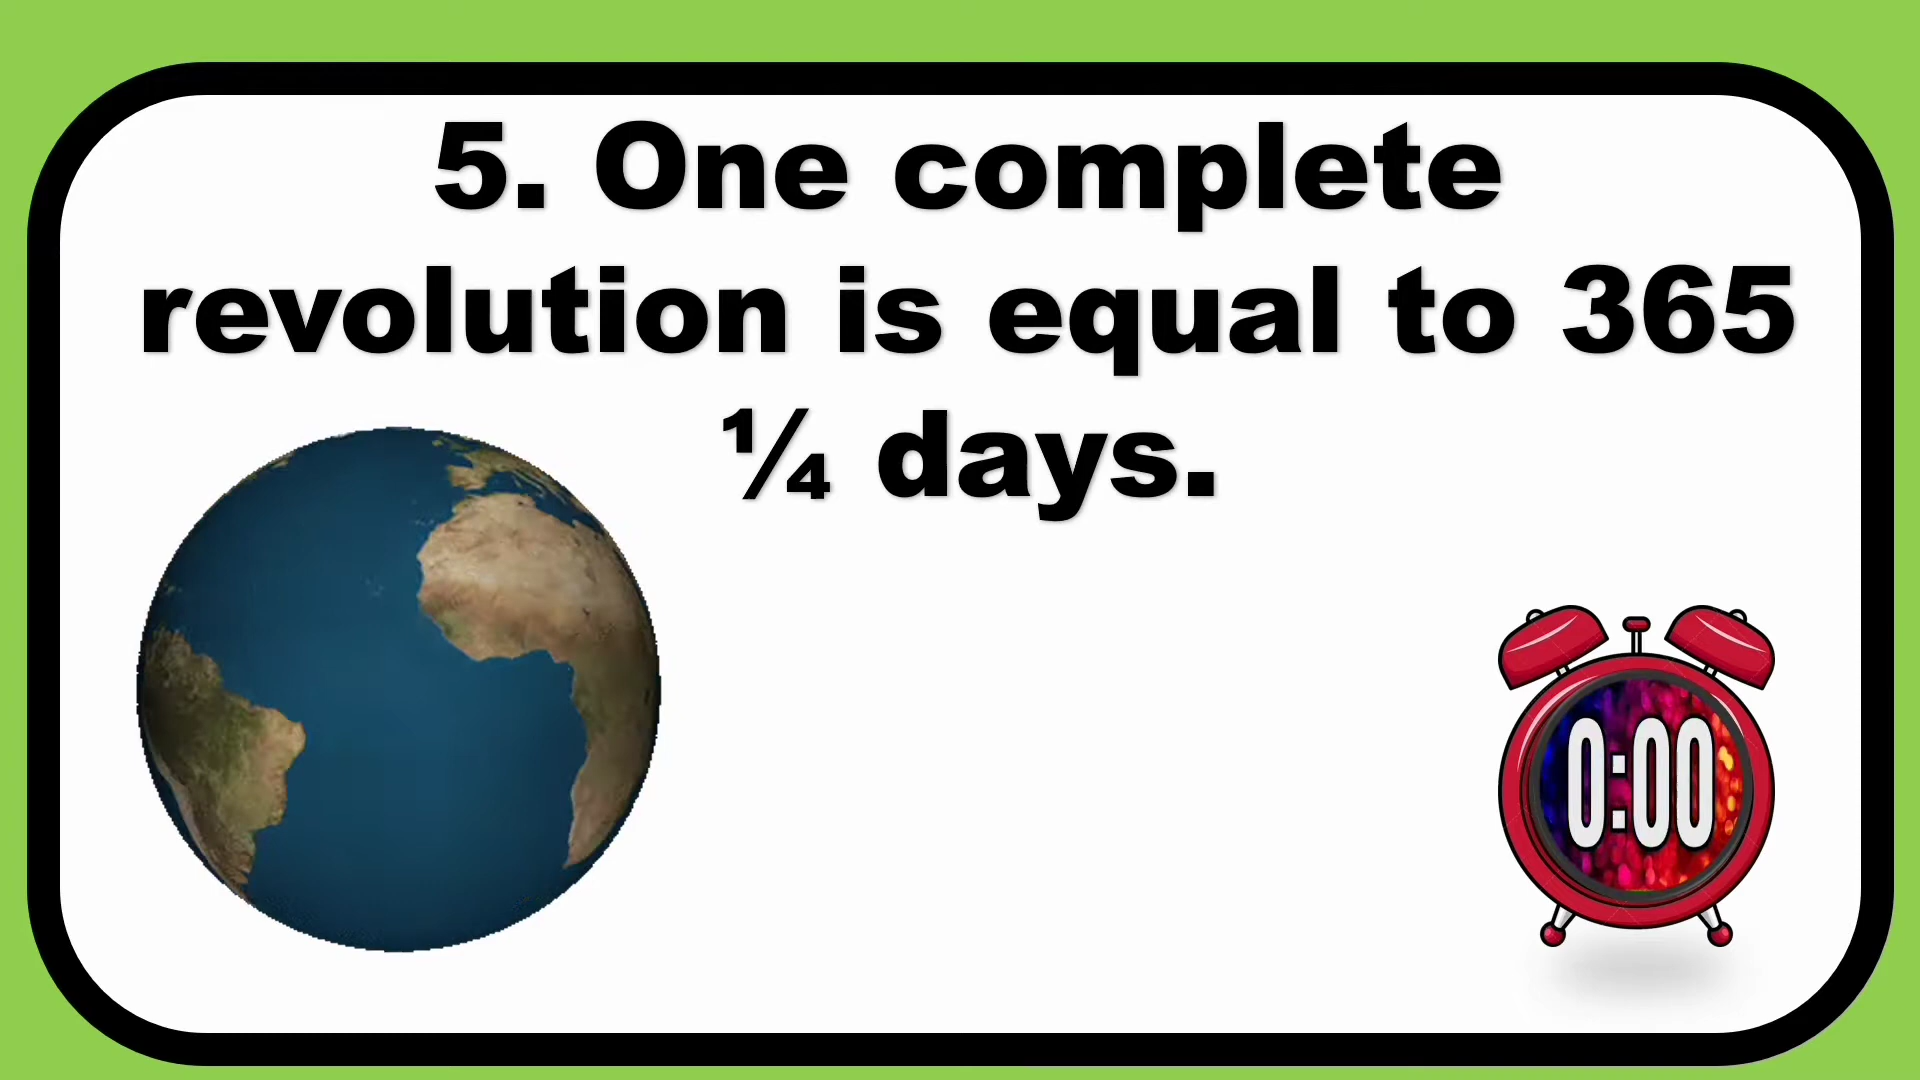 5. One complete
revolution is equal to 365
¼ days.
0:00